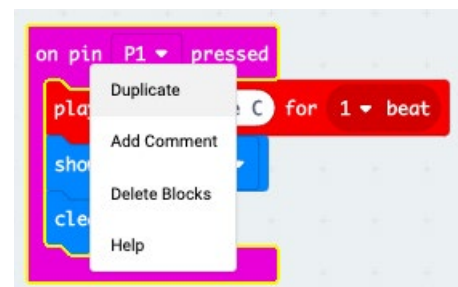 on pin P1 pressed
Duplicate
C for 1 beat
Add Comment
Delete Blocks
Help